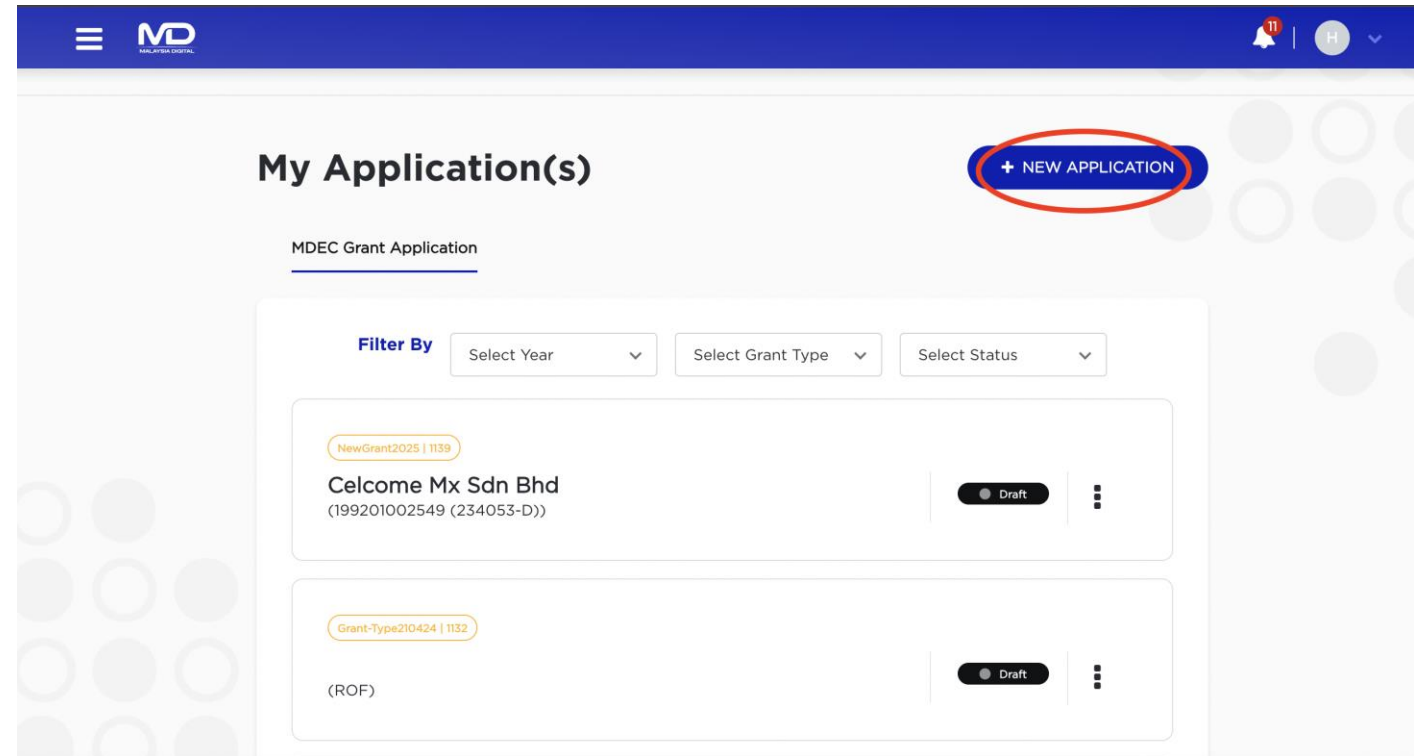 MD
MALAYSIA DIGITAL
11
H
My Application(s)
+ NEW APPLICATION
MDEC Grant Application
Filter By
Select Year
Select Grant Type
Select Status
NewGrant2025 | 1139
Celcome Mx Sdn Bhd
(199201002549 (234053-D))
Draft
Grant-Type210424 | 1132
(ROF)
Draft